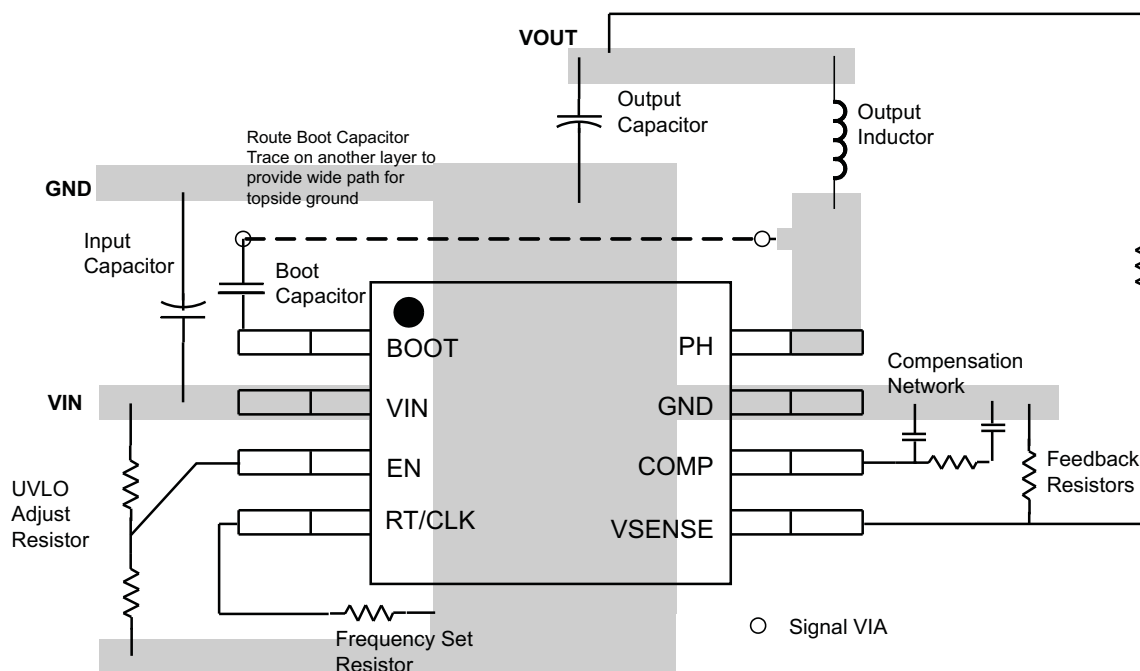 VOUT
Output
Capacitor
Output
Inductor
Route Boot Capacitor
Trace on another layer to
provide wide path for
topside ground
GND
Input
Capacitor
Boot
Capacitor
BOOT
PH
Compensation
Network
VIN
VIN
GND
EN
COMP
Feedback
Resistors
UVLO
Adjust
Resistor
RT/CLK
VSENSE
Signal VIA
Frequency Set
Resistor